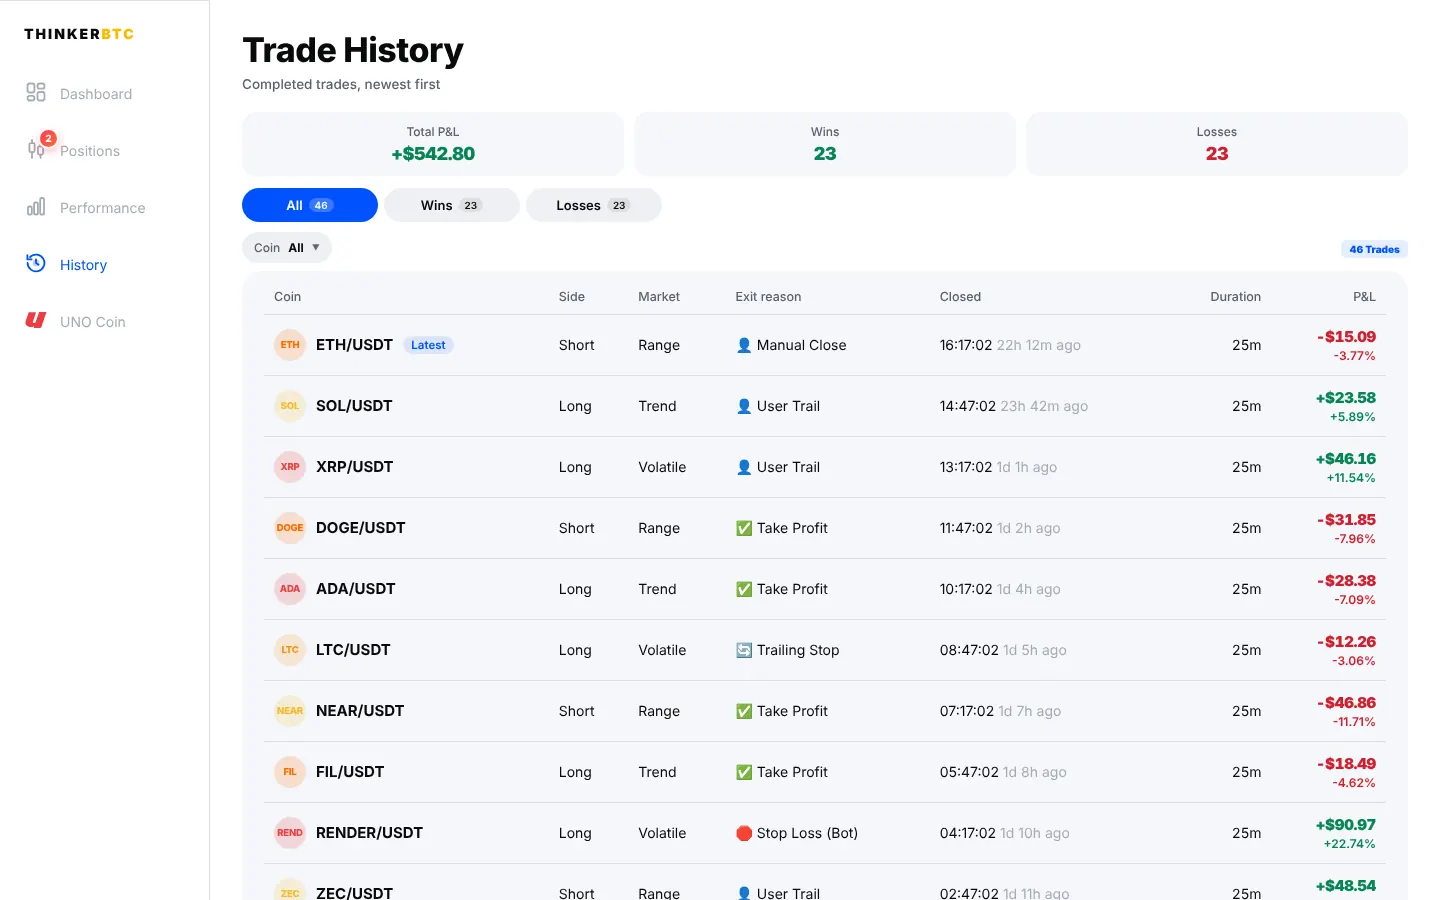 THINKERBTC
Dashboard
2
Positions
Performance
History
UNO Coin
Trade History
Completed trades, newest first
Total P&L
+$542.80
Wins
23
Losses
23
All 46
Wins 23
Losses 23
Coin All ▼
46 Trades
Coin Side Market Exit reason Closed Duration P&L
ETH ETH/USDT Latest Short Range Manual Close 16:17:02 22h 12m ago 25m -$15.09
-3.77%
SOL SOL/USDT Long Trend User Trail 14:47:02 23h 42m ago 25m +$23.58
+5.89%
XRP XRP/USDT Long Volatile User Trail 13:17:02 1d 1h ago 25m +$46.16
+11.54%
DOGE DOGE/USDT Short Range Take Profit 11:47:02 1d 2h ago 25m -$31.85
-7.96%
ADA ADA/USDT Long Trend Take Profit 10:17:02 1d 4h ago 25m -$28.38
-7.09%
LTC LTC/USDT Long Volatile Trailing Stop 08:47:02 1d 5h ago 25m -$12.26
-3.06%
NEAR NEAR/USDT Short Range Take Profit 07:17:02 1d 7h ago 25m -$46.86
-11.71%
FIL FIL/USDT Long Trend Take Profit 05:47:02 1d 8h ago 25m -$18.49
-4.62%
REND RENDER/USDT Long Volatile Stop Loss (Bot) 04:17:02 1d 10h ago 25m +$90.97
+22.74%
ZEC ZEC/USDT Short Range User Trail 02:47:02 1d 11h ago 25m +$48.54